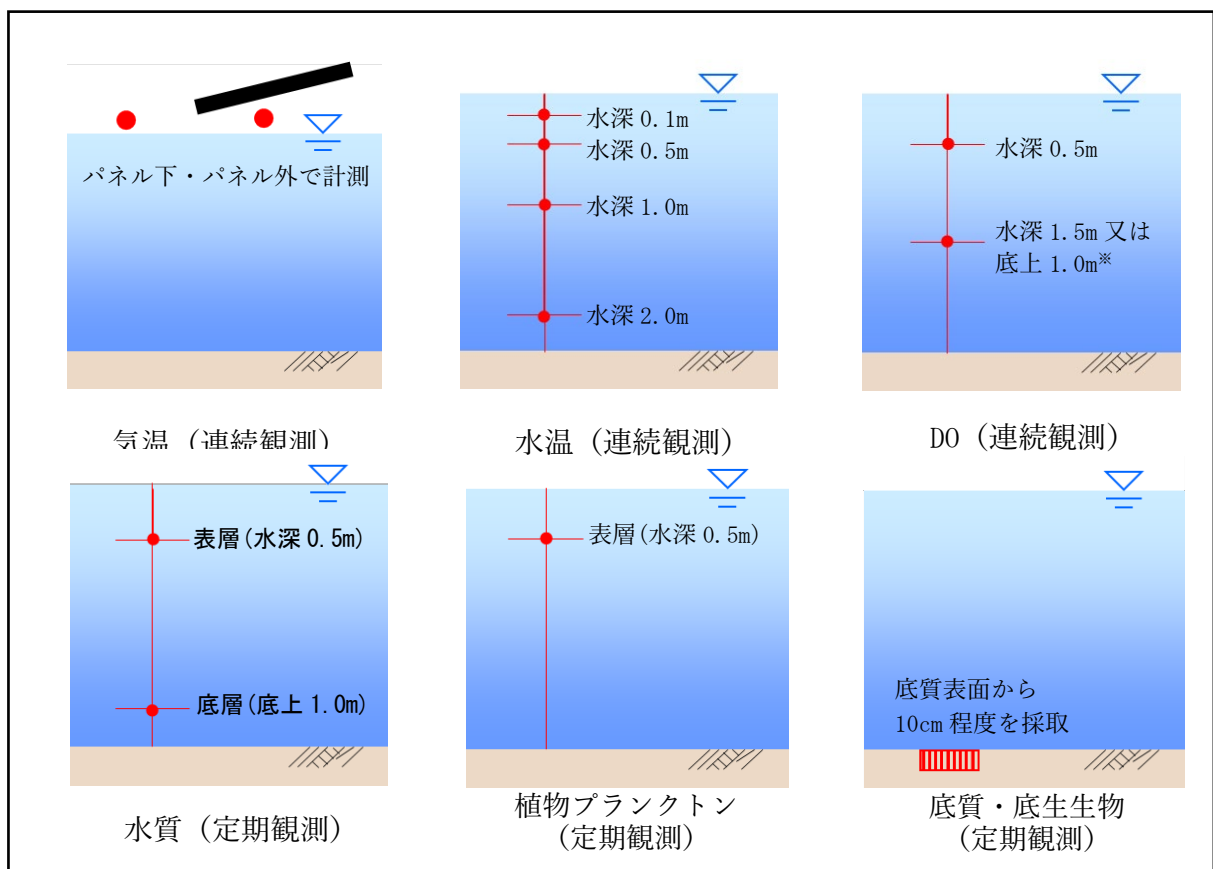 パネル下・パネル外で計測
気温（連続観測）
水深 0.1m
水深 0.5m
水深 1.0m
水深 2.0m
水温（連続観測）
水深 0.5m
水深 1.5m 又は
底上 1.0m※
DO（連続観測）
表層(水深 0.5m)
底層(底上 1.0m)
水質（定期観測）
表層(水深 0.5m)
植物プランクトン
（定期観測）
底質表面から
10cm 程度を採取
底質・底生生物
（定期観測）